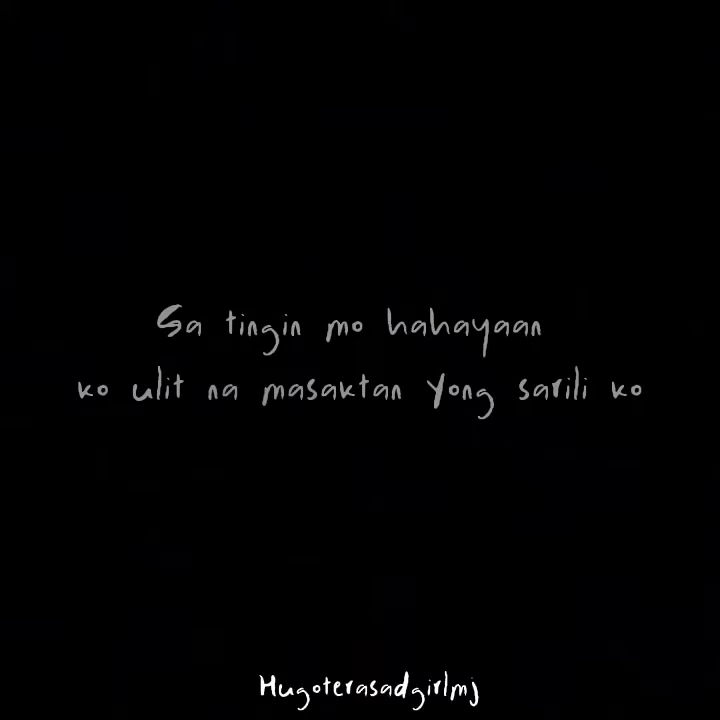 Sa tingin mo hahayaan
ko ulit na masaktan yong sarili ko
Hugoterasadgirlmj